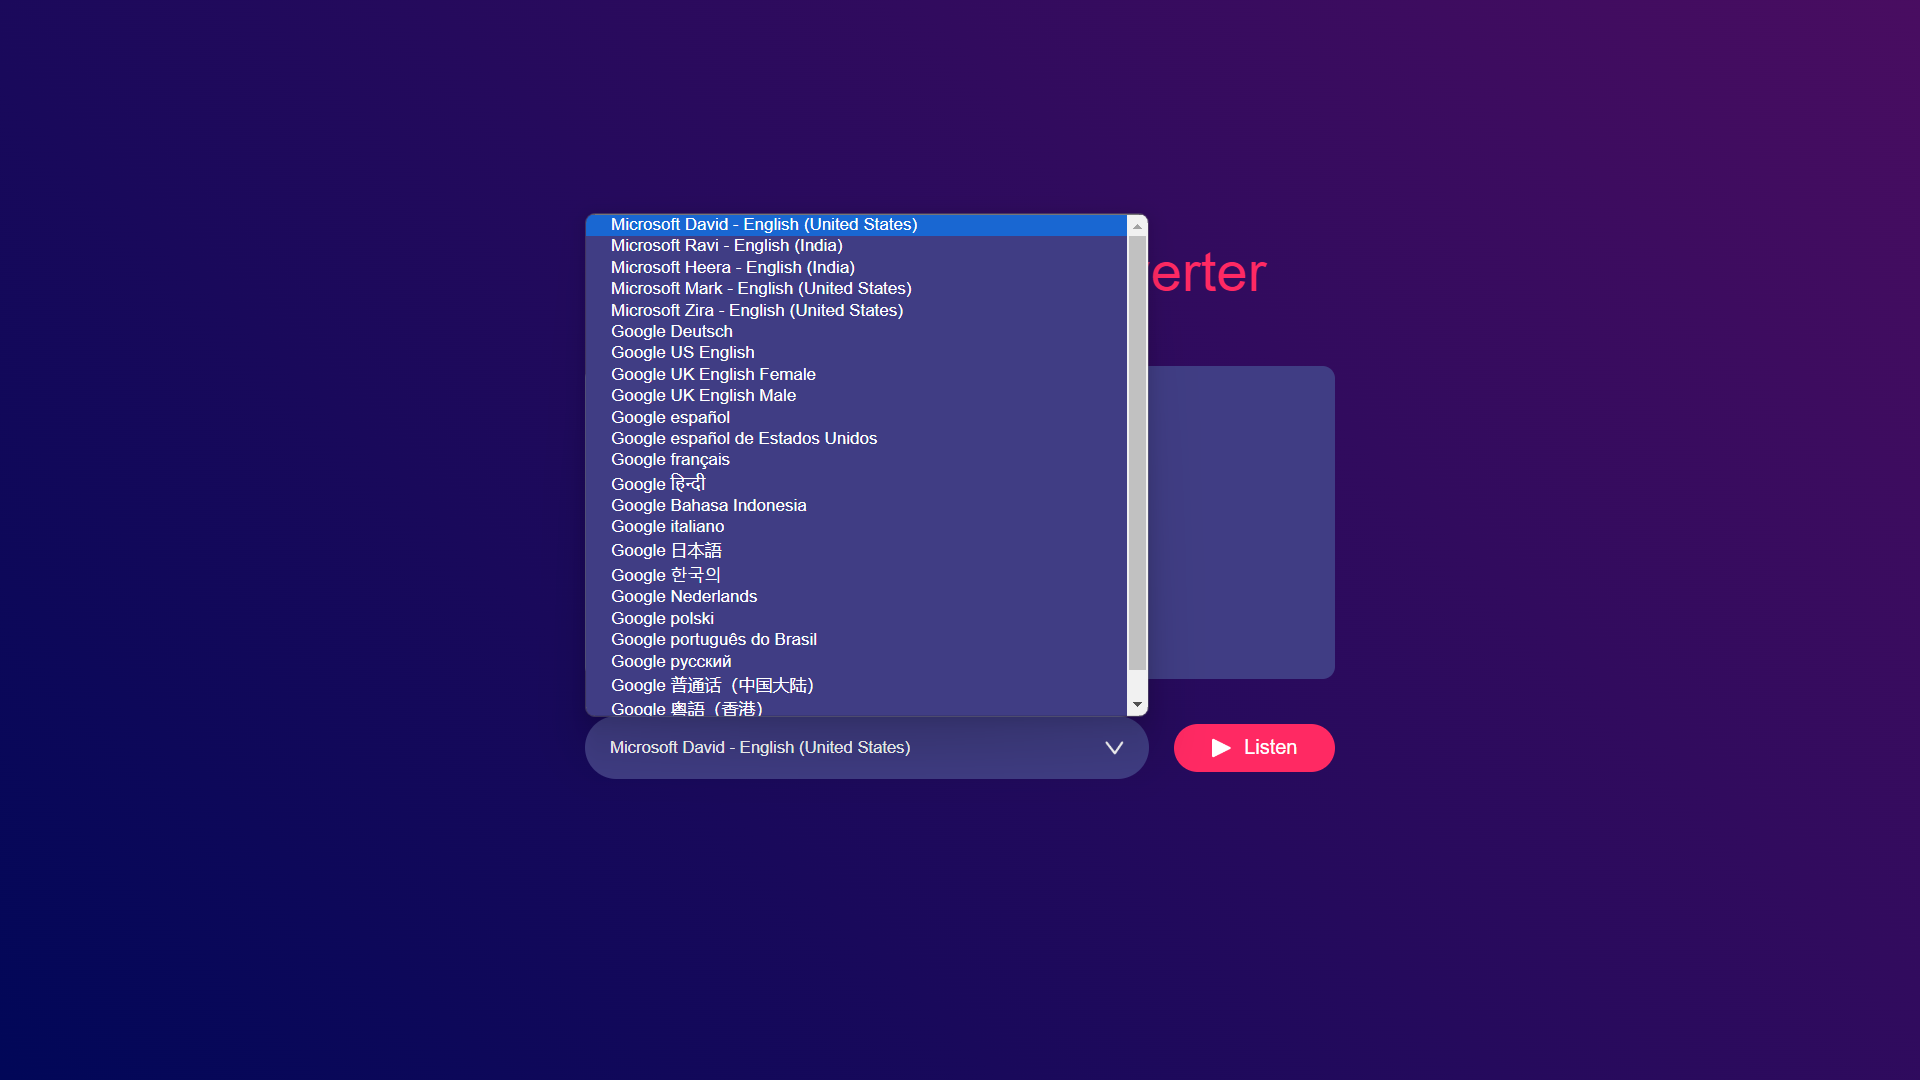 Microsoft David - English (United States)
Microsoft Ravi - English (India)
Microsoft Heera - English (India)
verter
Microsoft Mark - English (United States)
Microsoft Zira - English (United States)
Google Deutsch
Google US English
Google UK English Female
Google UK English Male
Google español
Google español de Estados Unidos
Google français
Google हिन्दी
Google Bahasa Indonesia
Google italiano
Google 日本語
Google 한국의
Google Nederlands
Google polski
Google português do Brasil
Google русский
Google 普通话（中国大陆）
Google 粤語（香港）
Microsoft David - English (United States)
Listen